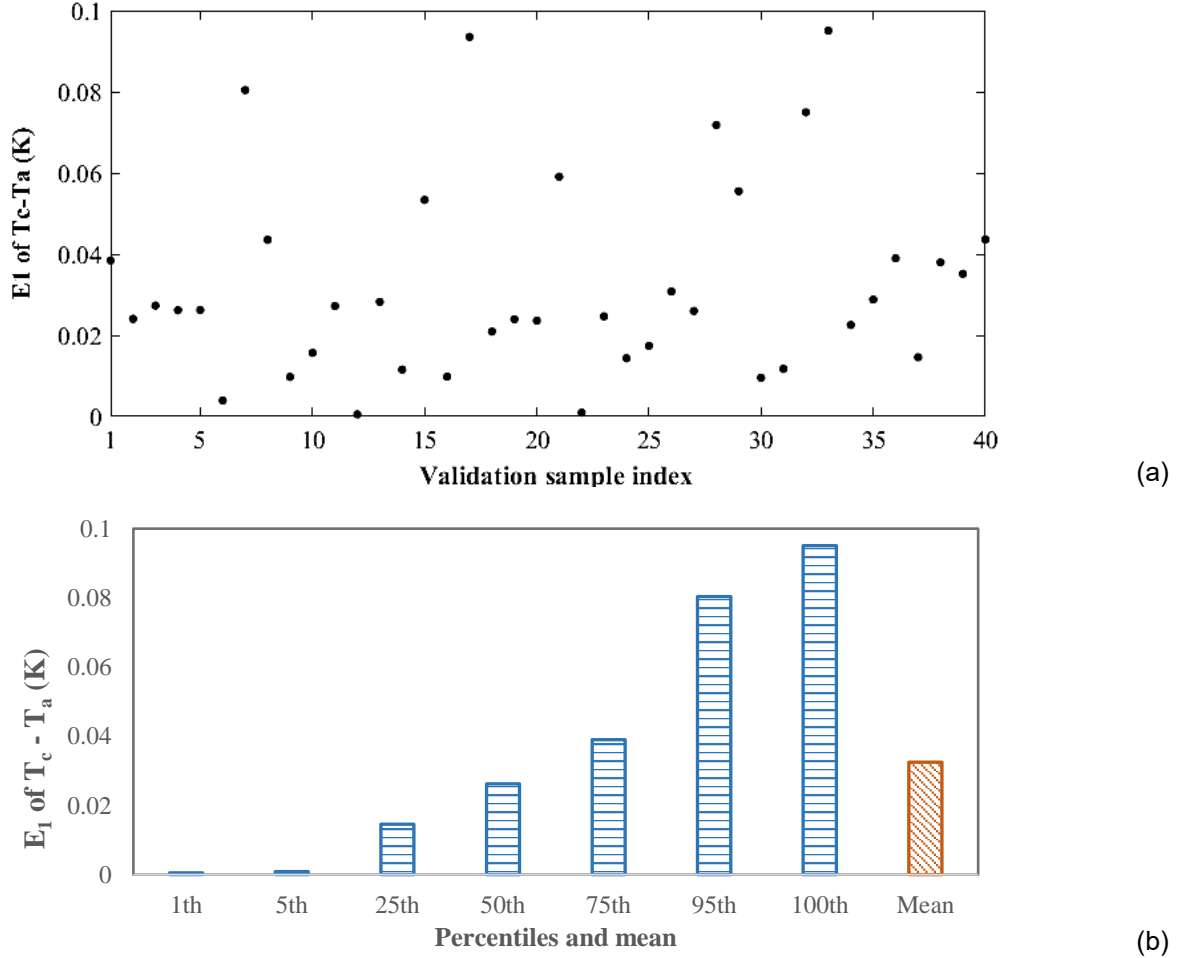 0.1
0.08
0.06
0.04
0.02
0
E1 of Tc-Ta (K)
1 5 10 15 20 25 30 35 40
Validation sample index
(a)
0.1
0.08
0.06
0.04
0.02
0
E1 of Tc - Ta (K)
1th 5th 25th 50th 75th 95th 100th Mean
Percentiles and mean
(b)